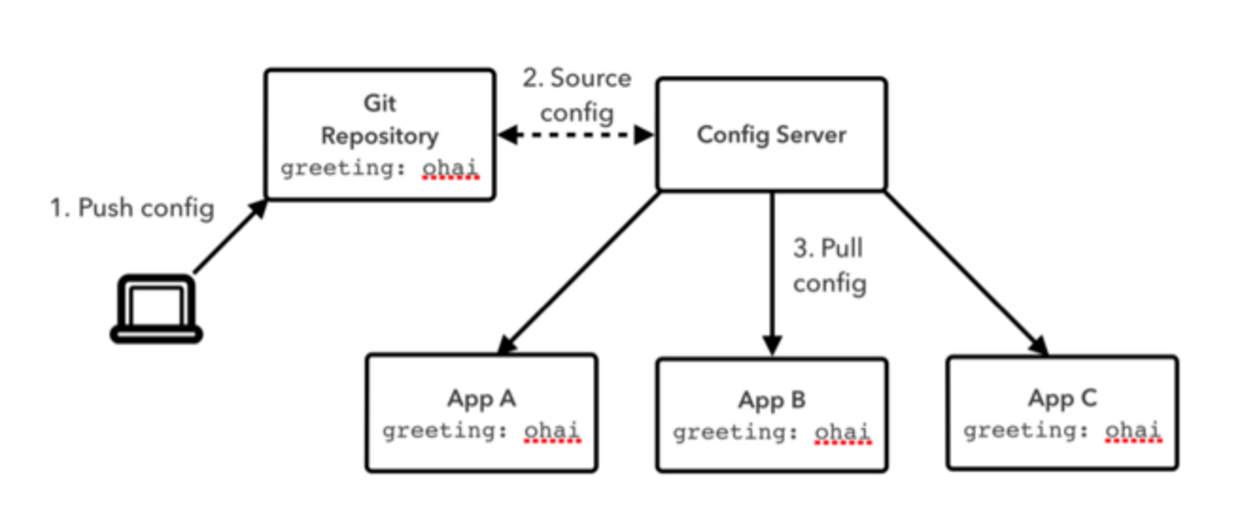 Git
Repository
greeting: ohai
2. Source
config
Config Server
1. Push config
3. Pull
config
App A
greeting: ohai
App B
greeting: ohai
App C
greeting: ohai